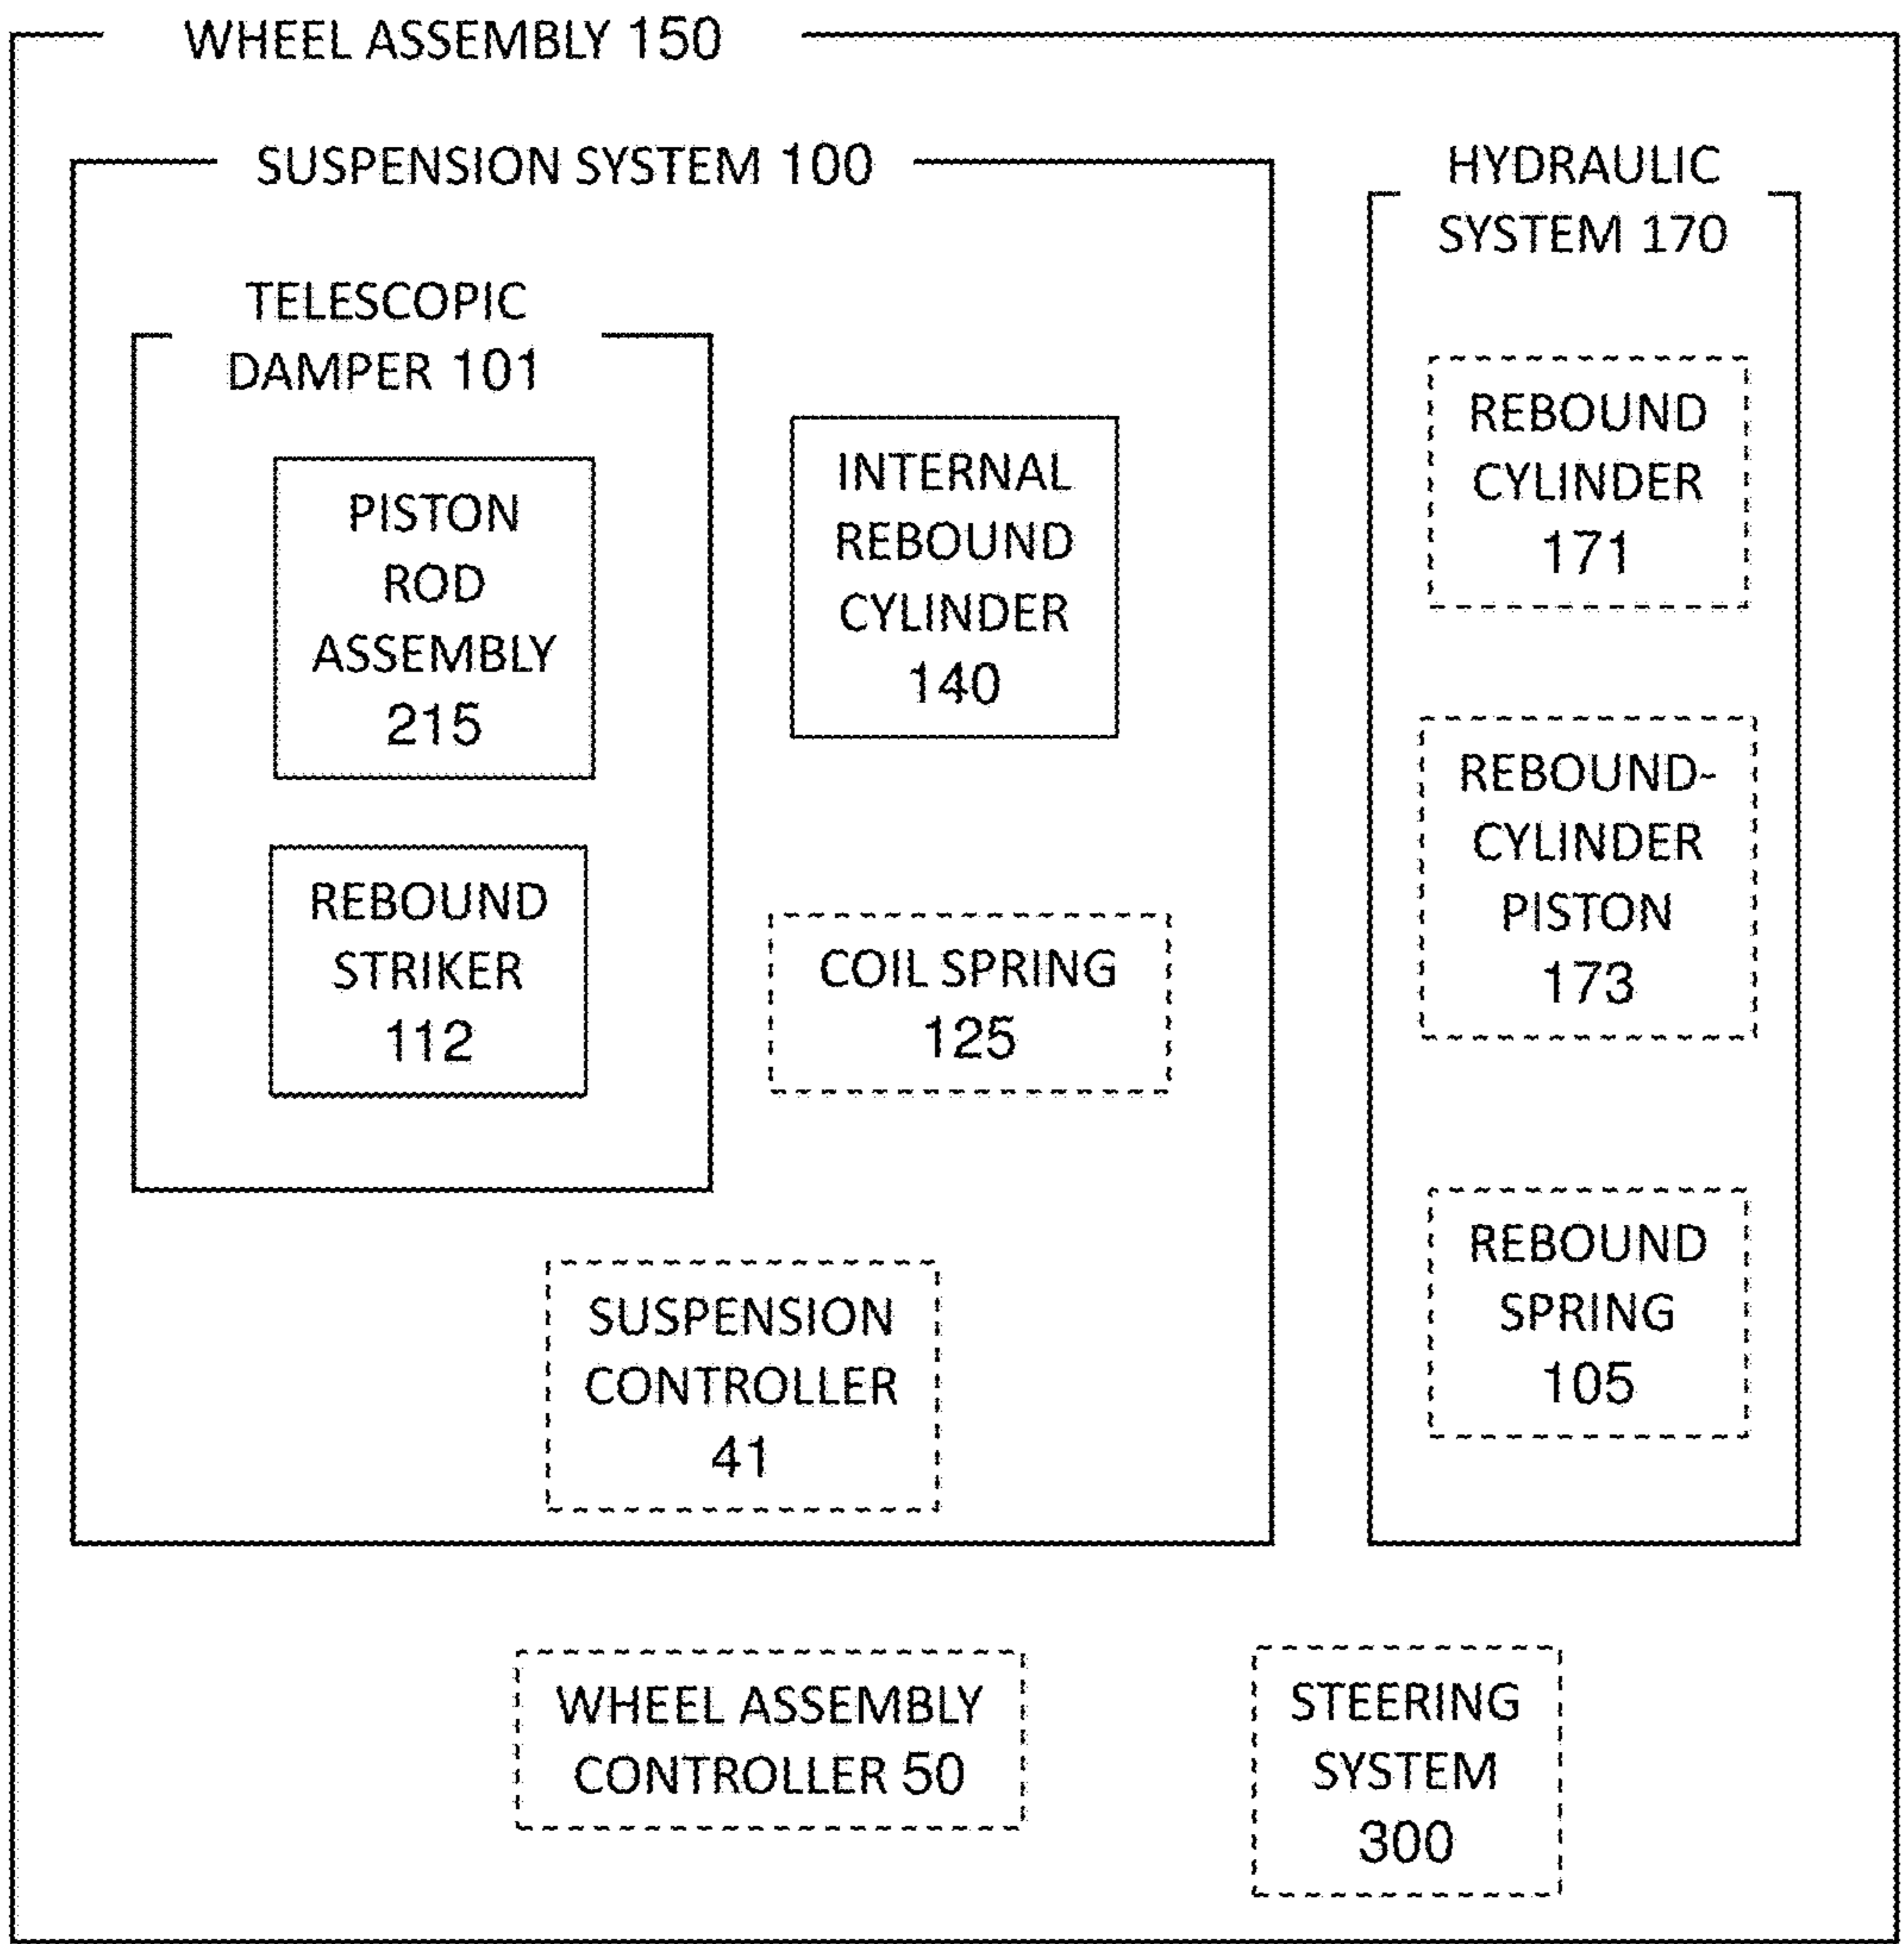 WHEEL ASSEMBLY 150
SUSPENSION SYSTEM 100
TELESCOPIC
DAMPER 101
PISTON
ROD
ASSEMBLY
215
REBOUND
STRIKER
112
INTERNAL
REBOUND
CYLINDER
140
COIL SPRING
125
SUSPENSION
CONTROLLER
41
HYDRAULIC
SYSTEM 170
REBOUND
CYLINDER
171
REBOUND-
CYLINDER
PISTON
173
REBOUND
SPRING
105
WHEEL ASSEMBLY
CONTROLLER 50
STEERING
SYSTEM
300